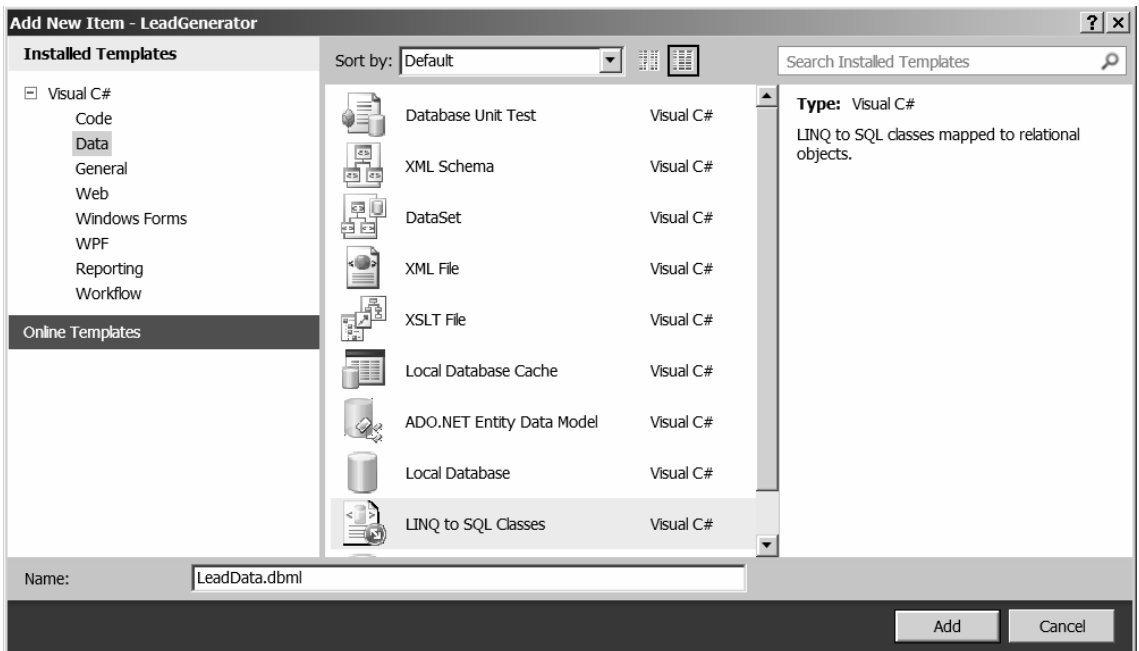 Add New Item - LeadGenerator
? x
Installed Templates
Visual C#
Code
Data
General
Web
Windows Forms
WPF
Reporting
Workflow
Online Templates
Sort by: Default
Search Installed Templates
Database Unit Test Visual C#
XML Schema Visual C#
DataSet Visual C#
XML File Visual C#
XSLT File Visual C#
Local Database Cache Visual C#
ADO.NET Entity Data Model Visual C#
Local Database Visual C#
LINQ to SQL Classes Visual C#
Type: Visual C#
LINQ to SQL classes mapped to relational
objects.
Name: LeadData.dbml
Add Cancel